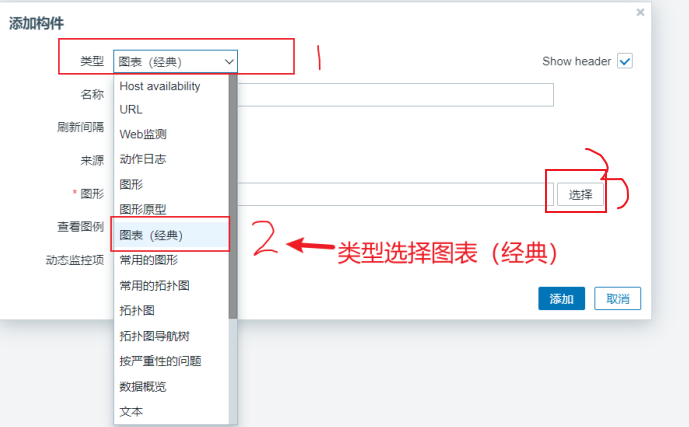 添加构件
类型 图表（经典） 1 Show header
Host availability
名称
URL
刷新间隔
Web监测
来源
动作日志
* 图形 图形 选择 3
图形原型
查看图例
图表（经典） 2 类型选择图表（经典）
动态监控项 常用的图形
常用的拓扑图
添加 取消
拓扑图
拓扑图导航树
按严重性的问题
数据概览
文本